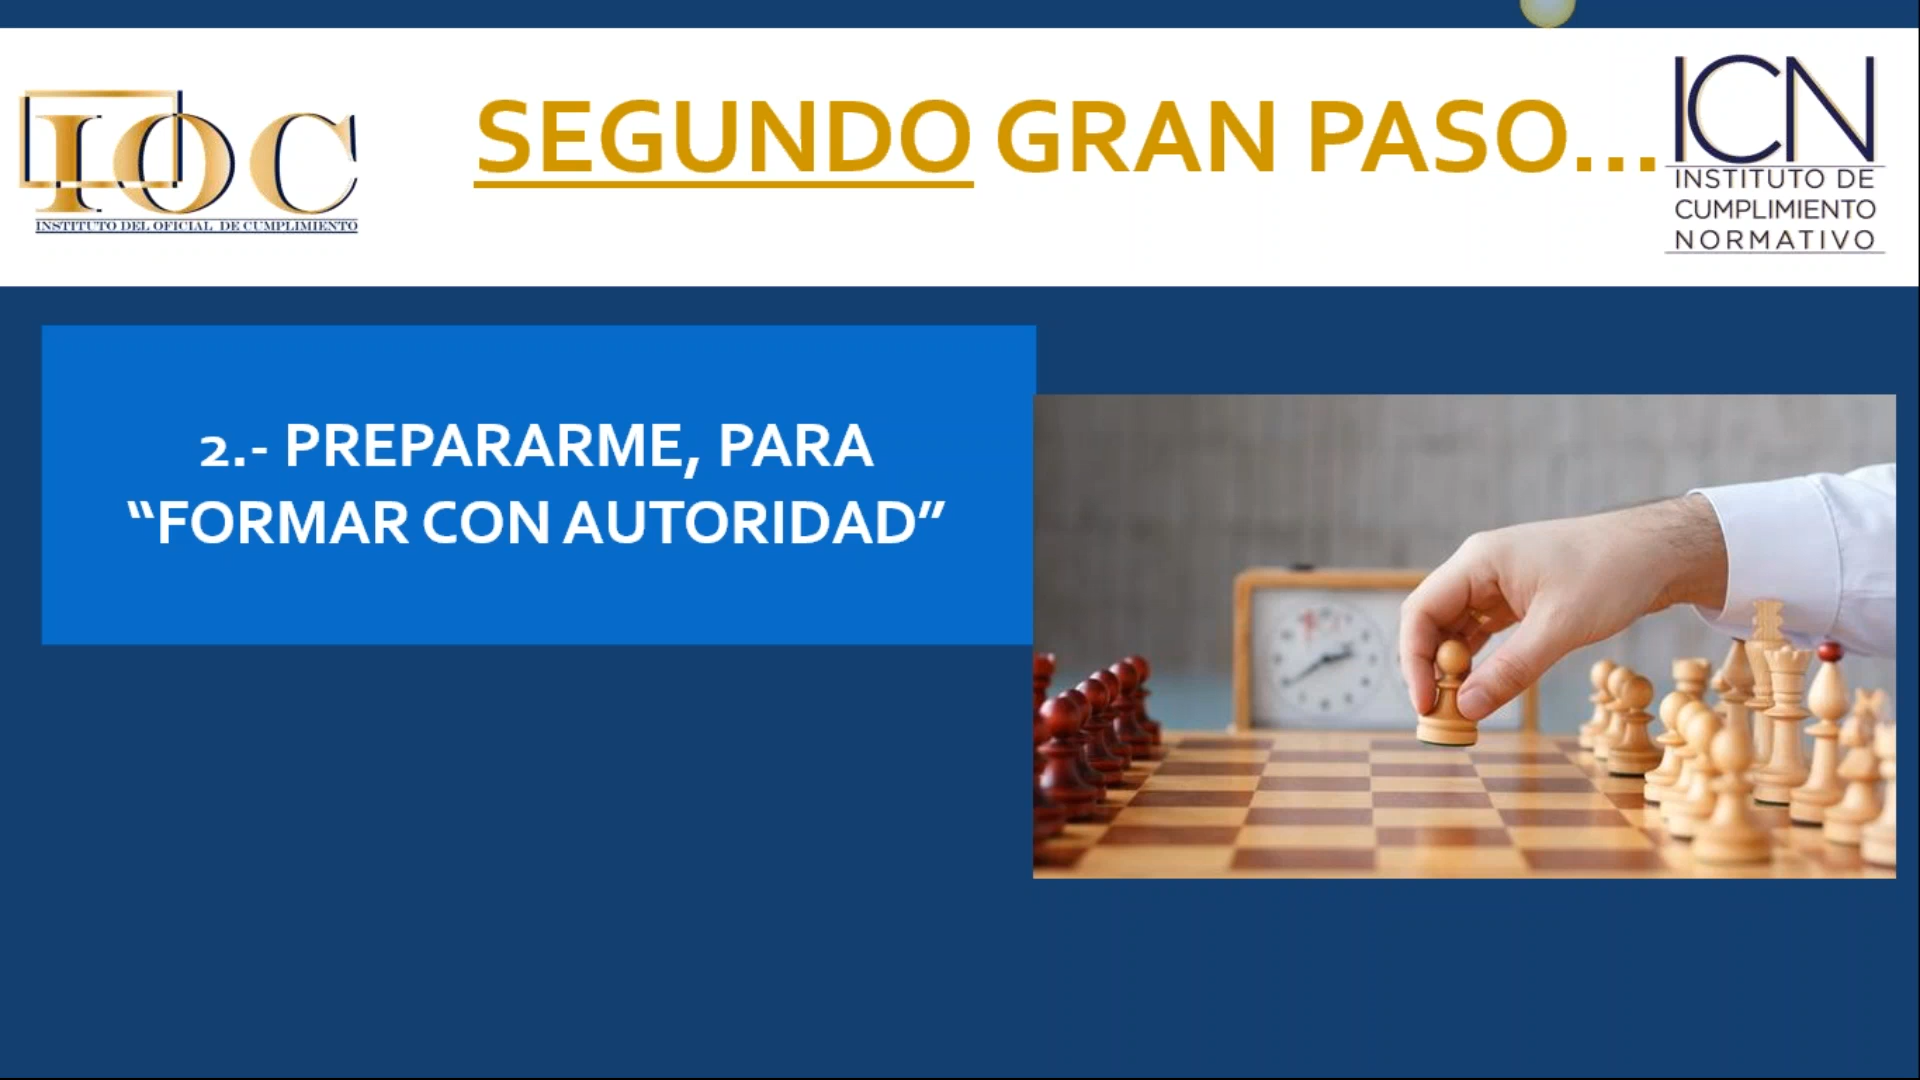 IOC
INSTITUTO DEL OFICIAL DE CUMPLIMIENTO
SEGUNDO GRAN PASO...
ICN
INSTITUTO DE
CUMPLIMIENTO
NORMATIVO
2.- PREPARARME, PARA
“FORMAR CON AUTORIDAD”